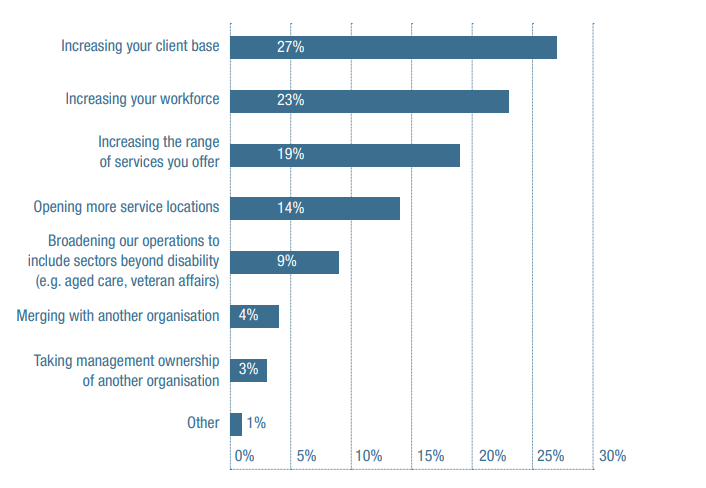 Increasing your client base
27%
Increasing your workforce
23%
Increasing the range
of services you offer
19%
Opening more service locations
14%
Broadening our operations to
include sectors beyond disability
(e.g. aged care, veteran affairs)
9%
Merging with another organisation
4%
Taking management ownership
of another organisation
3%
Other
1%
0% 5% 10% 15% 20% 25% 30%